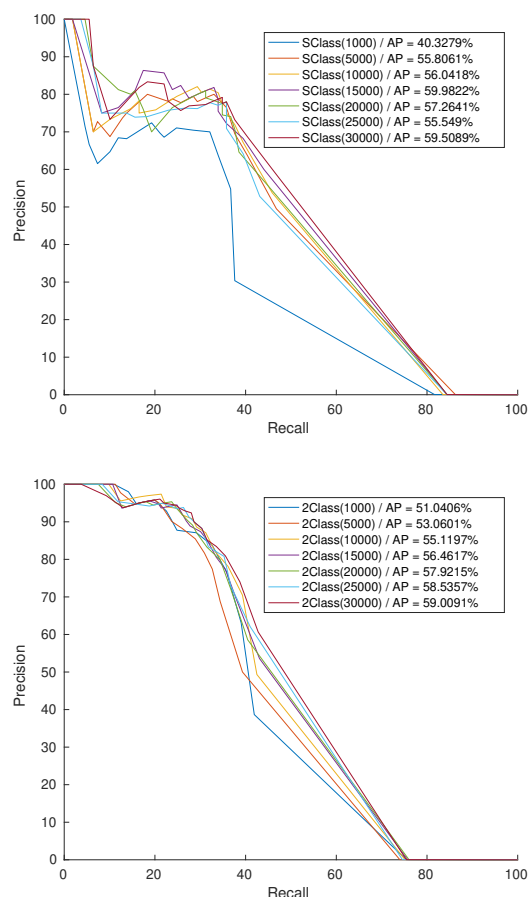 100
90
80
70
60
50
40
30
20
10
0
Precision
SClass(1000) / AP = 40.3279%
SClass(5000) / AP = 55.8061%
SClass(10000) / AP = 56.0418%
SClass(15000) / AP = 59.9822%
SClass(20000) / AP = 57.2641%
SClass(25000) / AP = 55.549%
SClass(30000) / AP = 59.5089%
0 20 40 60 80 100
Recall
100
90
80
70
60
50
40
30
20
10
0
Precision
2Class(1000) / AP = 51.0406%
2Class(5000) / AP = 53.0601%
2Class(10000) / AP = 55.1197%
2Class(15000) / AP = 56.4617%
2Class(20000) / AP = 57.9215%
2Class(25000) / AP = 58.5357%
2Class(30000) / AP = 59.0091%
0 20 40 60 80 100
Recall